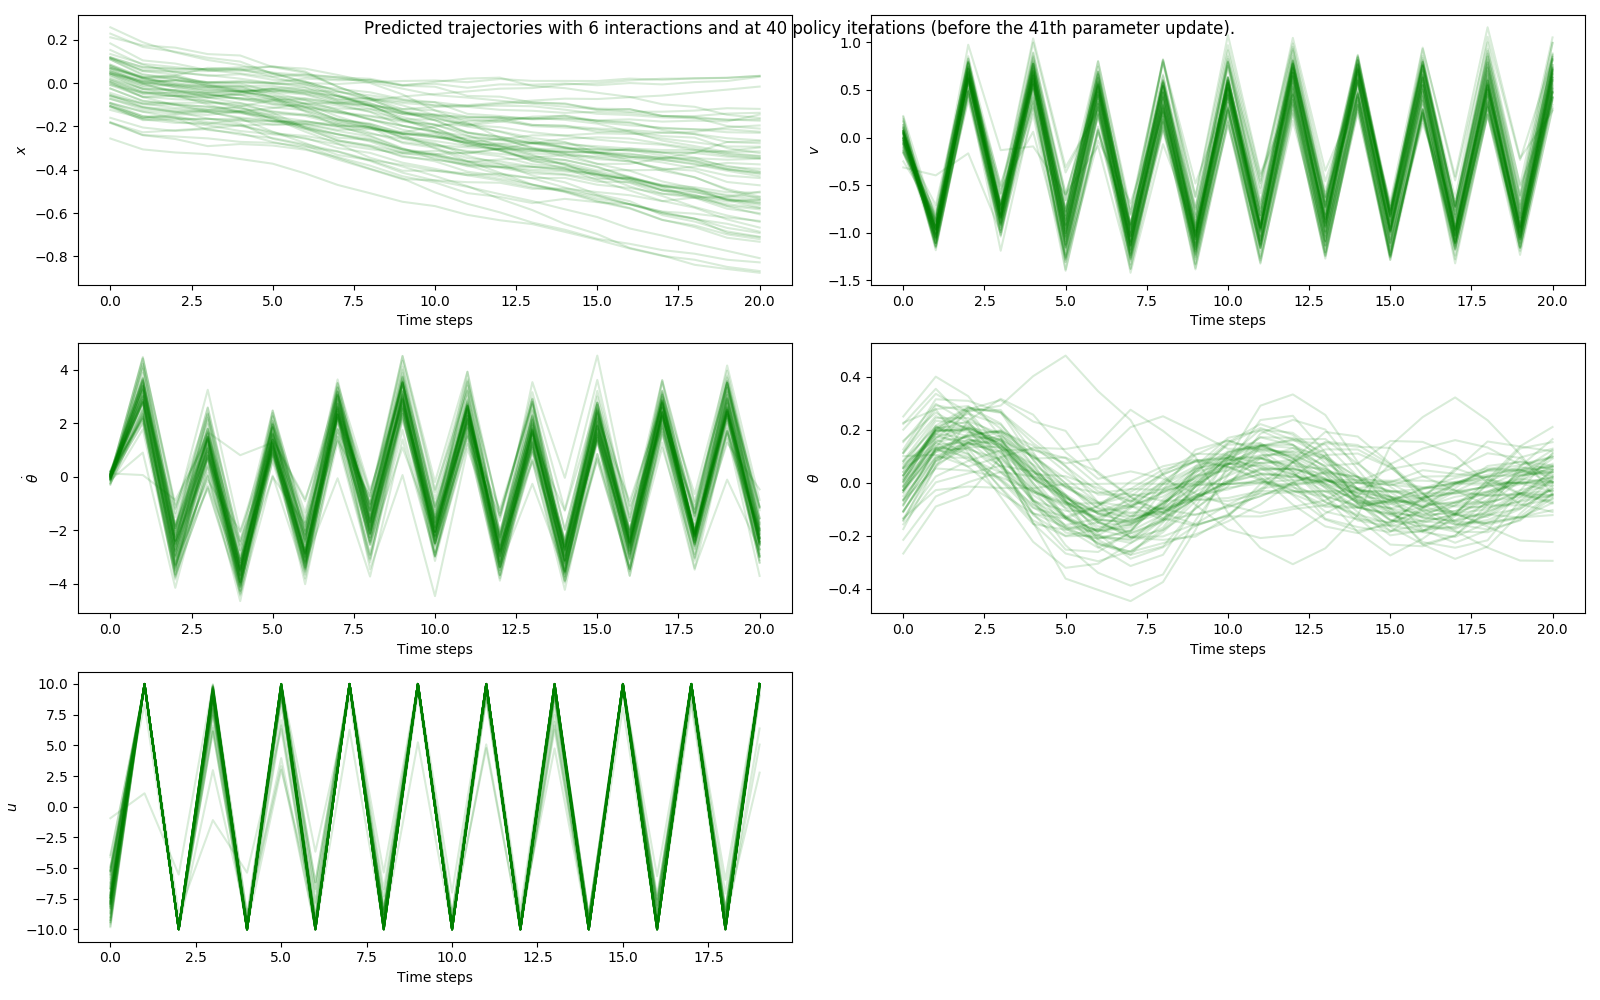 Predicted trajectories with 6 interactions and at 40 policy iterations (before the 41th parameter update).
0.2
0.0
−0.2
−0.4
−0.6
−0.8
x
0.0 2.5 5.0 7.5 10.0 12.5 15.0 17.5 20.0
Time steps
1.0
0.5
0.0
−0.5
−1.0
−1.5
v
0.0 2.5 5.0 7.5 10.0 12.5 15.0 17.5 20.0
Time steps
4
2
0
−2
−4
θ̇
0.0 2.5 5.0 7.5 10.0 12.5 15.0 17.5 20.0
Time steps
0.4
0.2
0.0
−0.2
−0.4
θ
0.0 2.5 5.0 7.5 10.0 12.5 15.0 17.5 20.0
Time steps
10.0
7.5
5.0
2.5
0.0
−2.5
−5.0
−7.5
−10.0
u
0.0 2.5 5.0 7.5 10.0 12.5 15.0 17.5
Time steps